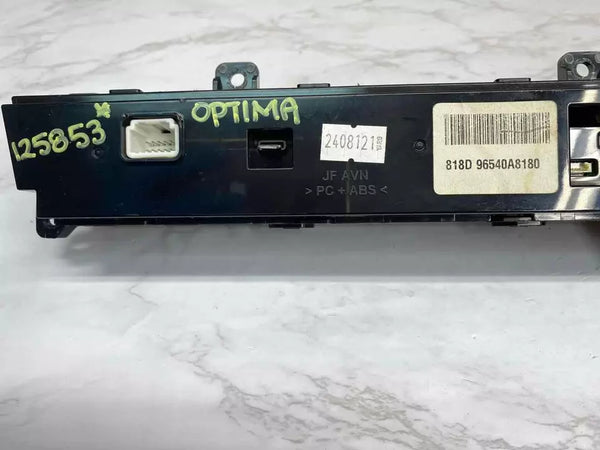 125853
OPTIMA
2408121
JF AVN
> PC + ABS <
818D 96540A8180